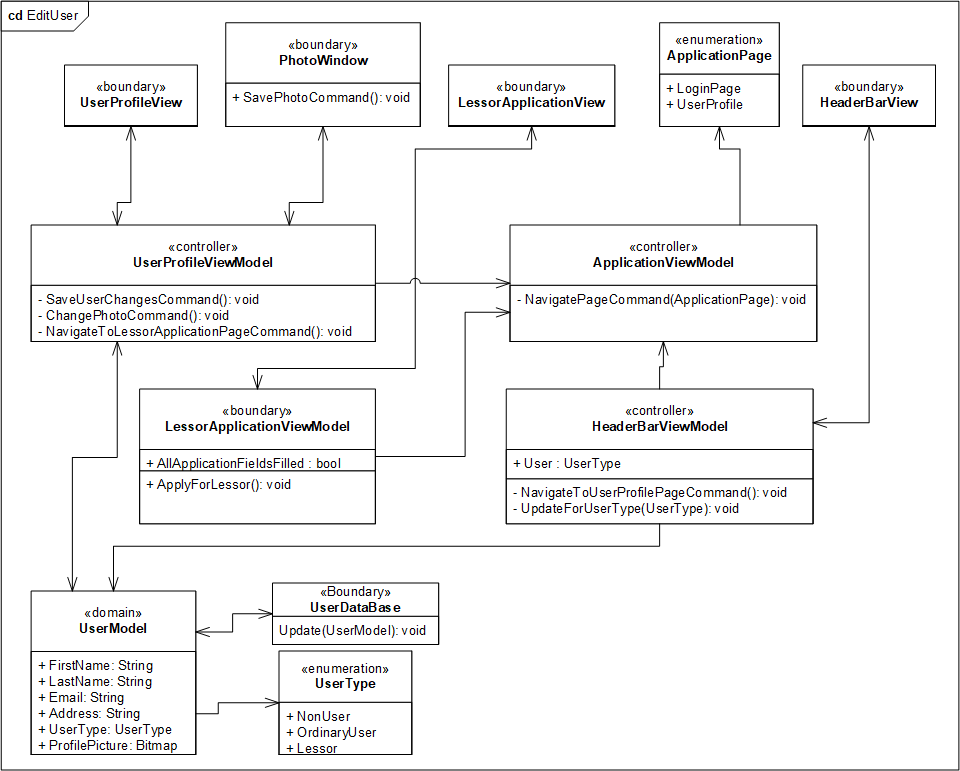 cd EditUser
«boundary»
UserProfileView
«boundary»
PhotoWindow
+ SavePhotoCommand(): void
«boundary»
LessorApplicationView
«enumeration»
ApplicationPage
+ LoginPage
+ UserProfile
«boundary»
HeaderBarView
«controller»
UserProfileViewModel
- SaveUserChangesCommand(): void
- ChangePhotoCommand(): void
- NavigateToLessorApplicationPageCommand(): void
«controller»
ApplicationViewModel
- NavigatePageCommand(ApplicationPage): void
«boundary»
LessorApplicationViewModel
+ AllApplicationFieldsFilled : bool
+ ApplyForLessor(): void
«controller»
HeaderBarViewModel
+ User : UserType
- NavigateToUserProfilePageCommand(): void
- UpdateForUserType(UserType): void
«domain»
UserModel
+ FirstName: String
+ LastName: String
+ Email: String
+ Address: String
+ UserType: UserType
+ ProfilePicture: Bitmap
«Boundary»
UserDataBase
Update(UserModel): void
«enumeration»
UserType
+ NonUser
+ OrdinaryUser
+ Lessor